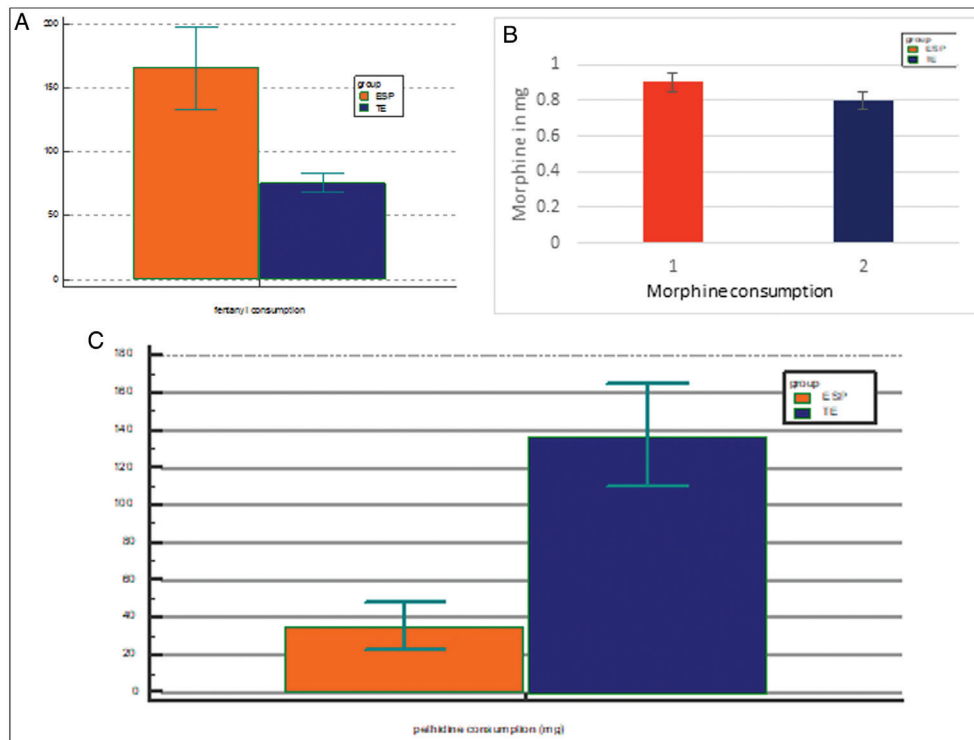 A
200
150
100
50
0
group
ESP
TE
fentanyl consumption
B
group
ESP
TE
1
0.8
0.6
0.4
0.2
0
Morphine in mg
1
2
Morphine consumption
C
180
160
140
120
100
80
60
40
20
0
group
ESP
TE
pethidine consumption (mg)